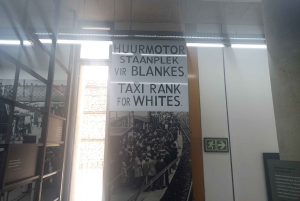 HUURMOTOR
STAANPLEK
VIR BLANKES
TAXI RANK
FOR WHITES